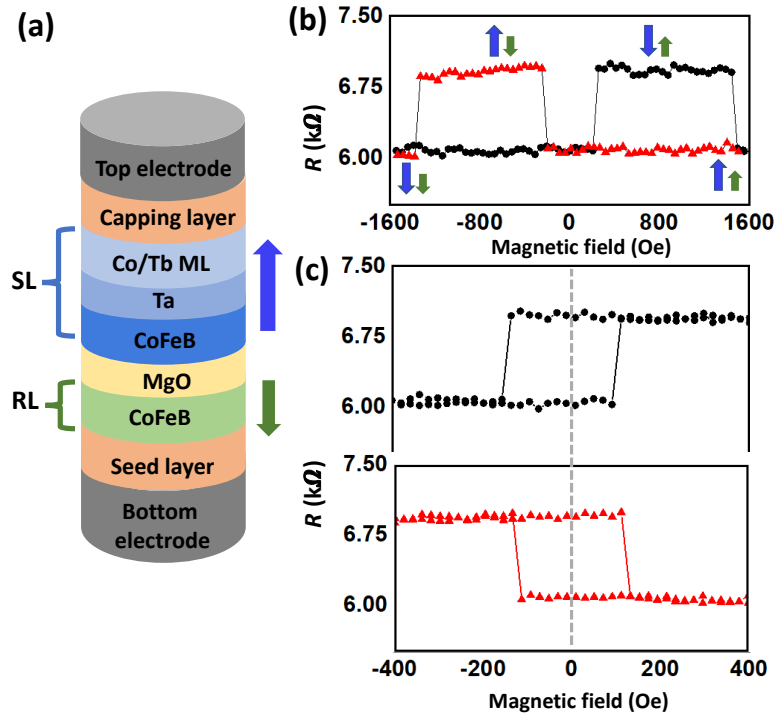 (a)
Top electrode
Capping layer
Co/Tb ML
Ta
CoFeB
MgO
CoFeB
Seed layer
Bottom
electrode
SL
RL
(b)
7.50
6.75
6.00
R (kΩ)
-1600 -800 0 800 1600
Magnetic field (Oe)
(c)
7.50
6.75
6.00
R (kΩ)
7.50
6.75
6.00
R (kΩ)
-400 -200 0 200 400
Magnetic field (Oe)